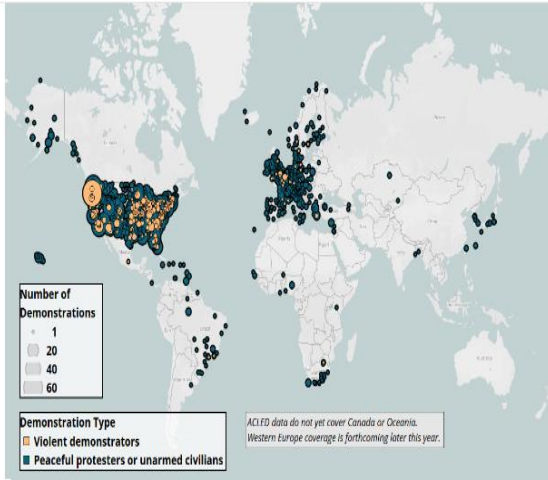 Number of
Demonstrations
1
20
40
60
Demonstration Type
Violent demonstrators
Peaceful protesters or unarmed civilians
ACLED data do not yet cover Canada or Oceania.
Western Europe coverage is forthcoming later this year.